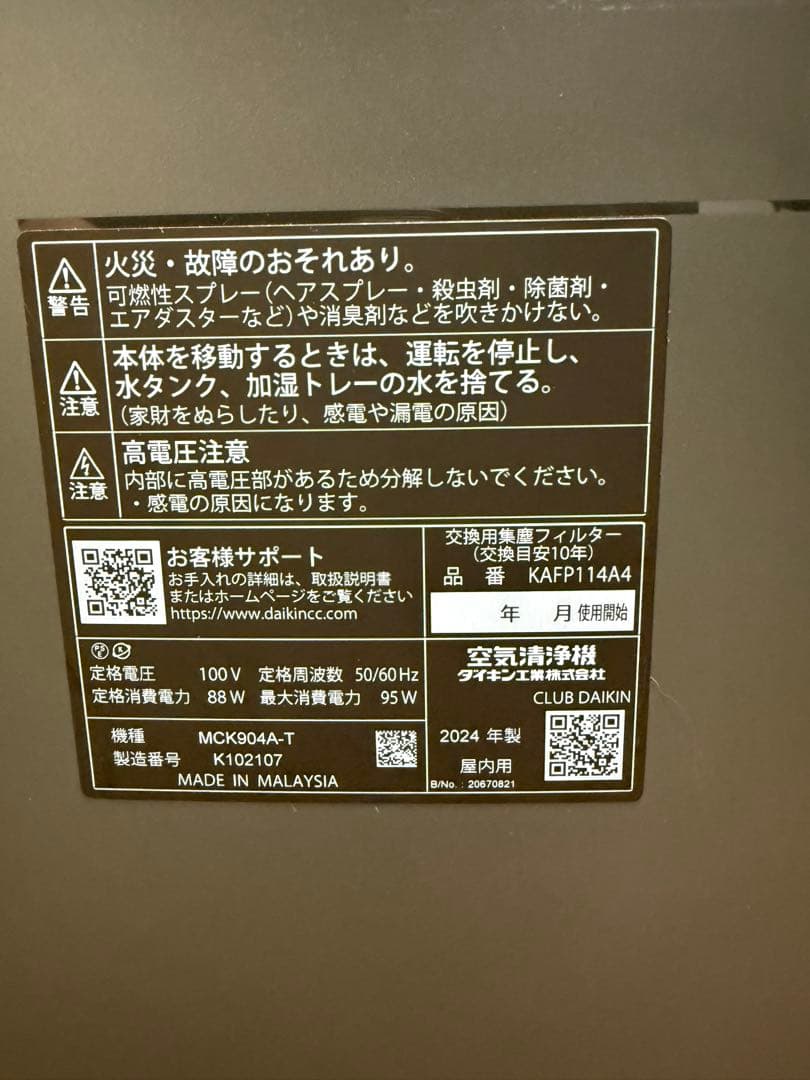 警告
火災・故障のおそれあり。
可燃性スプレー(ヘアスプレー・殺虫剤・除菌剤・
エアダスターなど)や消臭剤などを吹きかけない。
注意
本体を移動するときは、運転を停止し、
水タンク、加湿トレーの水を捨てる。
(家財をぬらしたり、感電や漏電の原因)
注意
高電圧注意
内部に高電圧部があるため分解しないでください。
・感電の原因になります。
お客様サポート
お手入れの詳細は、取扱説明書
またはホームページをご覧ください
https://www.daikincc.com
交換用集塵フィルター
(交換目安10年)
品 番 KAFP114A4
年 月 使用開始
定格電圧 100V 定格周波数 50/60Hz
定格消費電力 88W 最大消費電力 95W
機種 MCK904A-T
製造番号 K102107
MADE IN MALAYSIA
空気清浄機
ダイキン工業株式会社
CLUB DAIKIN
2024 年製
屋内用
B/No. : 20670821